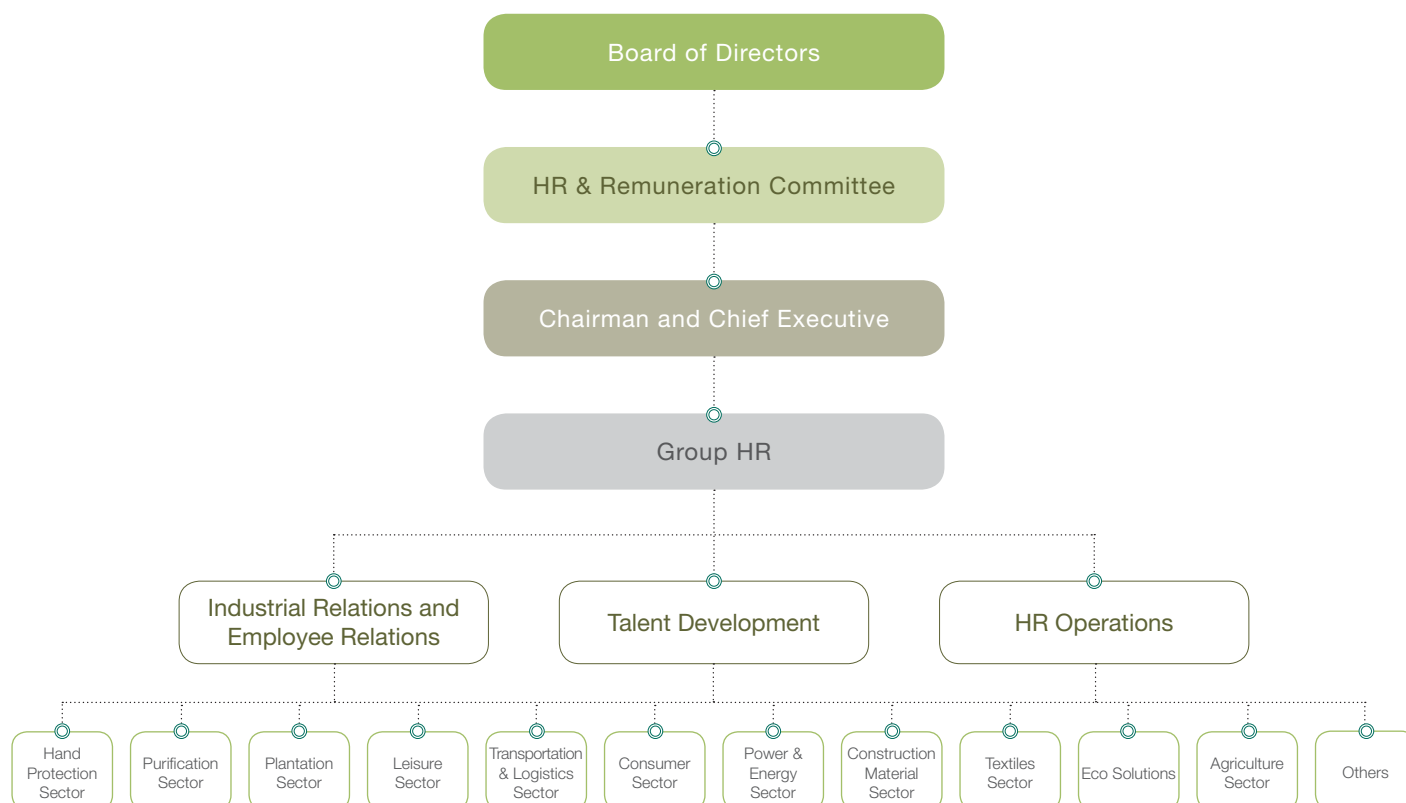 Board of Directors
HR & Remuneration Committee
Chairman and Chief Executive
Group HR
Industrial Relations and
Employee Relations
Talent Development
HR Operations
Hand
Protection
Sector
Purification
Sector
Plantation
Sector
Leisure
Sector
Transportation
& Logistics
Sector
Consumer
Sector
Power &
Energy
Sector
Construction
Material
Sector
Textiles
Sector
Eco Solutions
Agriculture
Sector
Others